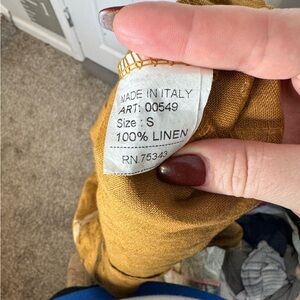 MADE IN ITALY
ART: 00549
Size : S
100% LINEN
RN 75343